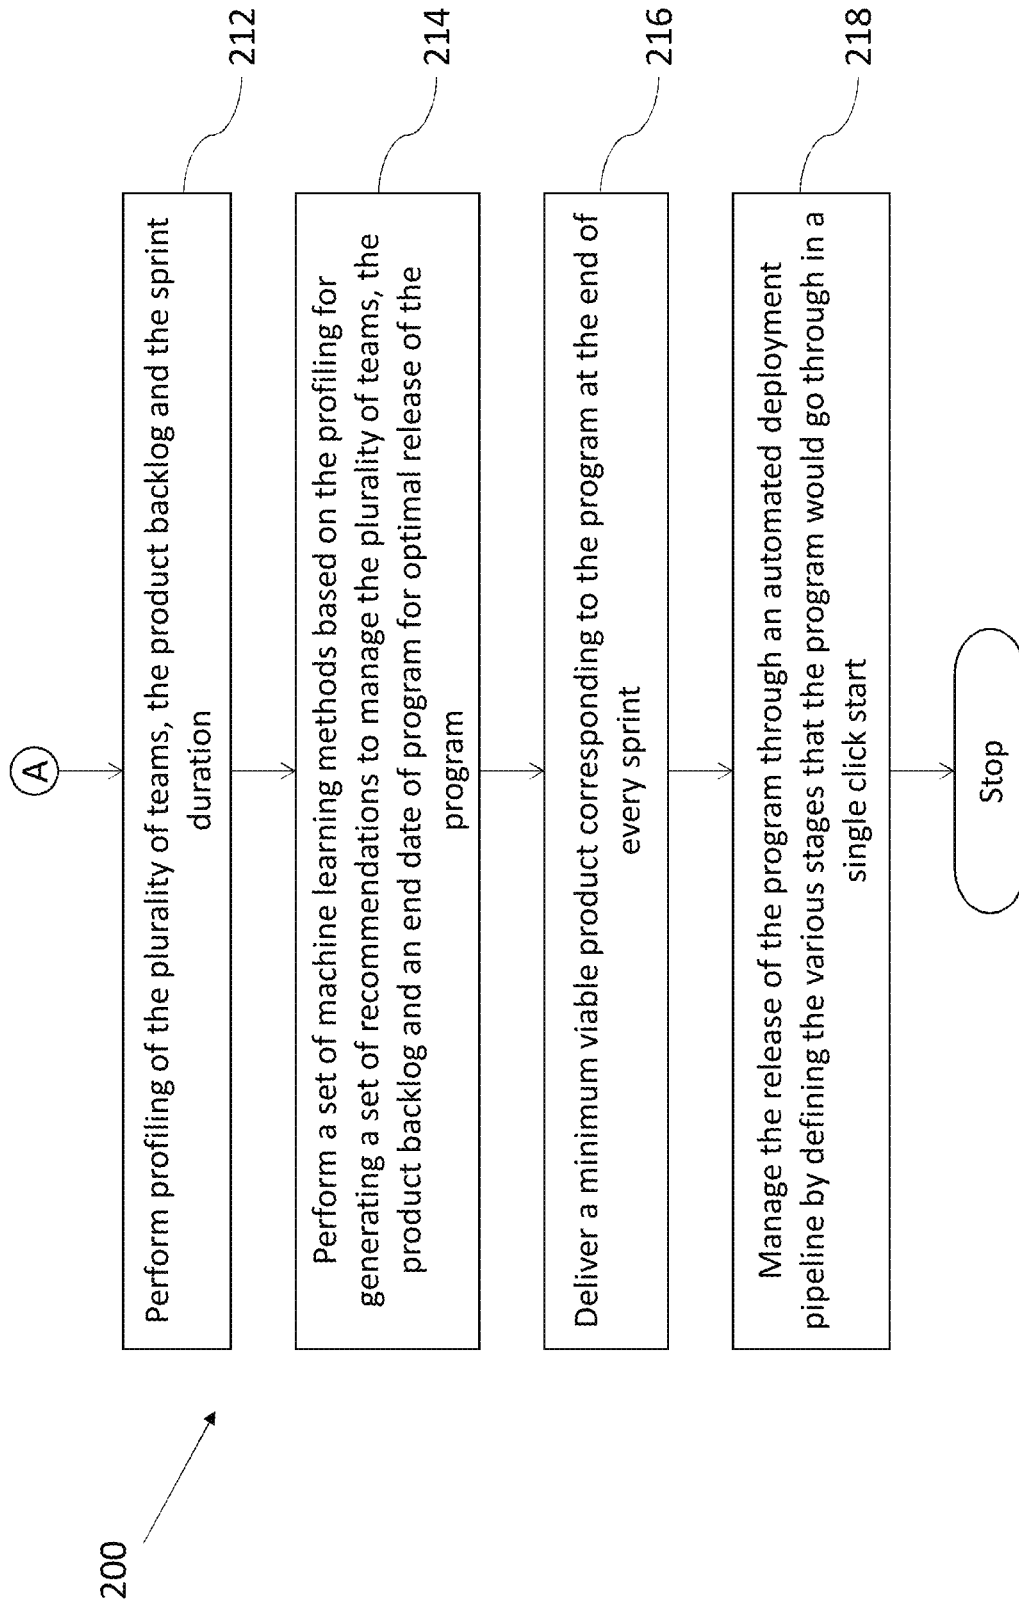 A
Perform profiling of the plurality of teams, the product backlog and the sprint
duration
212
Perform a set of machine learning methods based on the profiling for
generating a set of recommendations to manage the plurality of teams, the
product backlog and an end date of program for optimal release of the
program
214
Deliver a minimum viable product corresponding to the program at the end of
every sprint
216
Manage the release of the program through an automated deployment
pipeline by defining the various stages that the program would go through in a
single click start
218
Stop
200